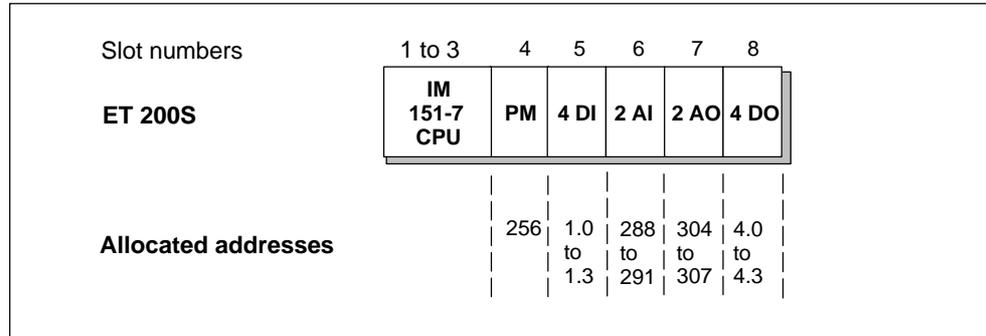 Slot numbers 1 to 3 4 5 6 7 8
ET 200S
IM
151-7
CPU
PM 4 DI 2 AI 2 AO 4 DO
Allocated addresses
256 1.0 288 304 4.0
to to to to
1.3 291 307 4.3